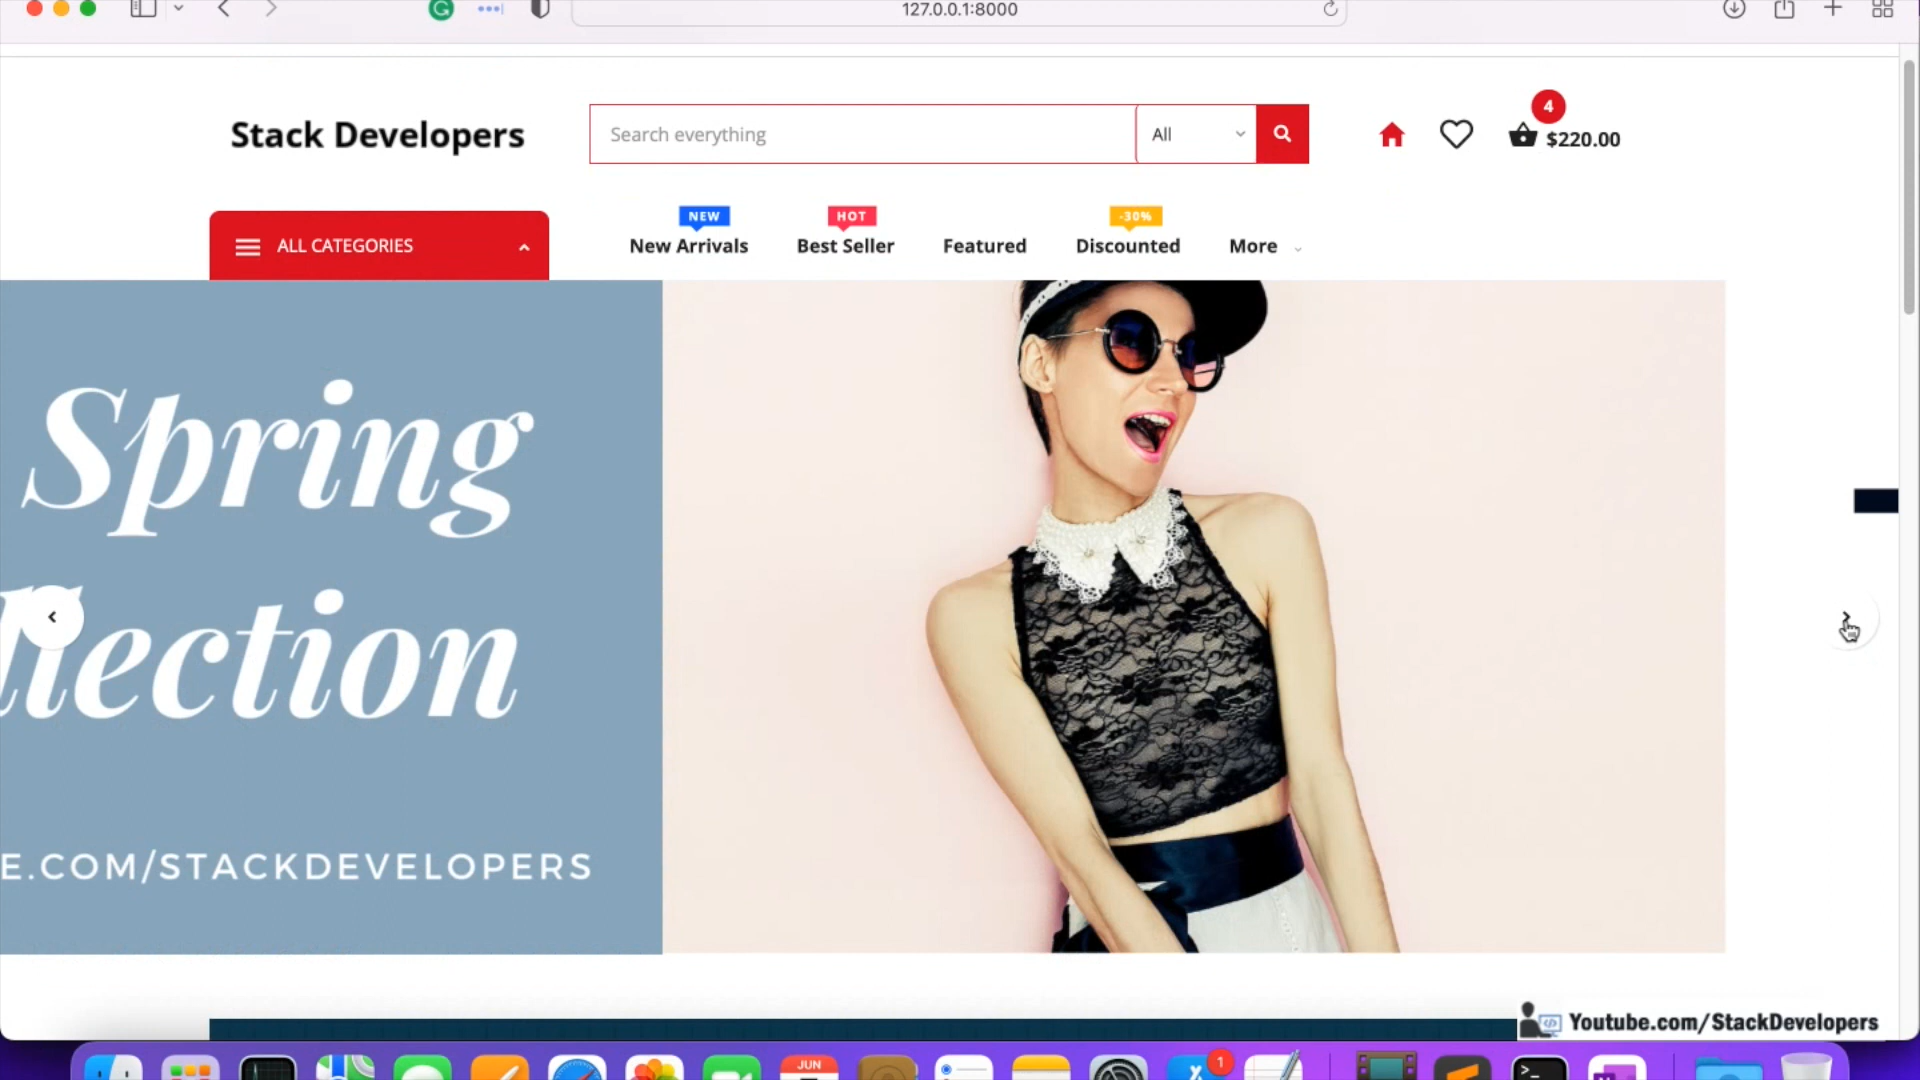 127.0.0.1:8000
Stack Developers
Search everything
All
4
$220.00
ALL CATEGORIES
NEW
New Arrivals
HOT
Best Seller
Featured
-30%
Discounted
More
Spring
llection
E.COM/STACKDEVELOPERS
Youtube.com/StackDevelopers
JUN
1